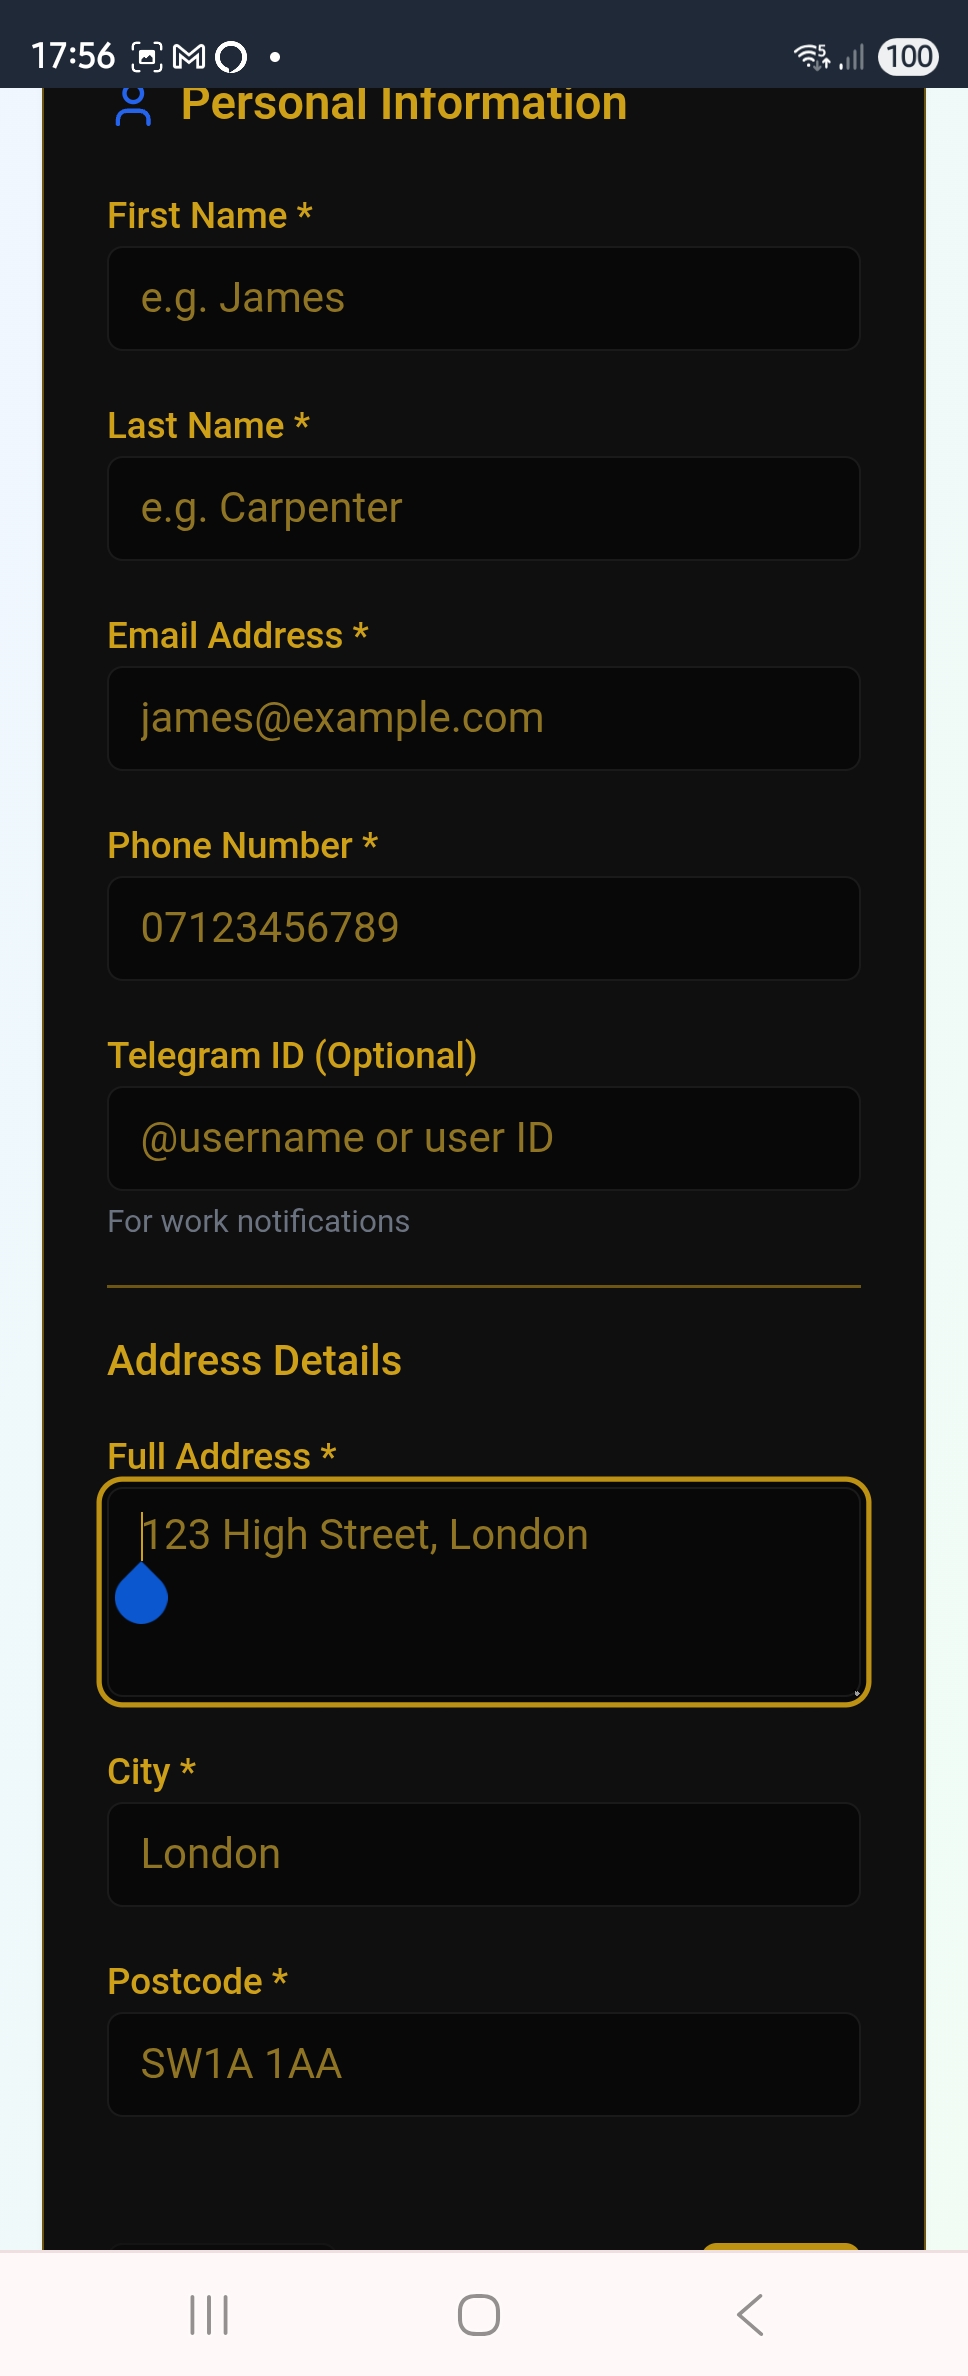 17:56
5
100
Personal Information
First Name *
e.g. James
Last Name *
e.g. Carpenter
Email Address *
james@example.com
Phone Number *
07123456789
Telegram ID (Optional)
@username or user ID
For work notifications
Address Details
Full Address *
123 High Street, London
City *
London
Postcode *
SW1A 1AA